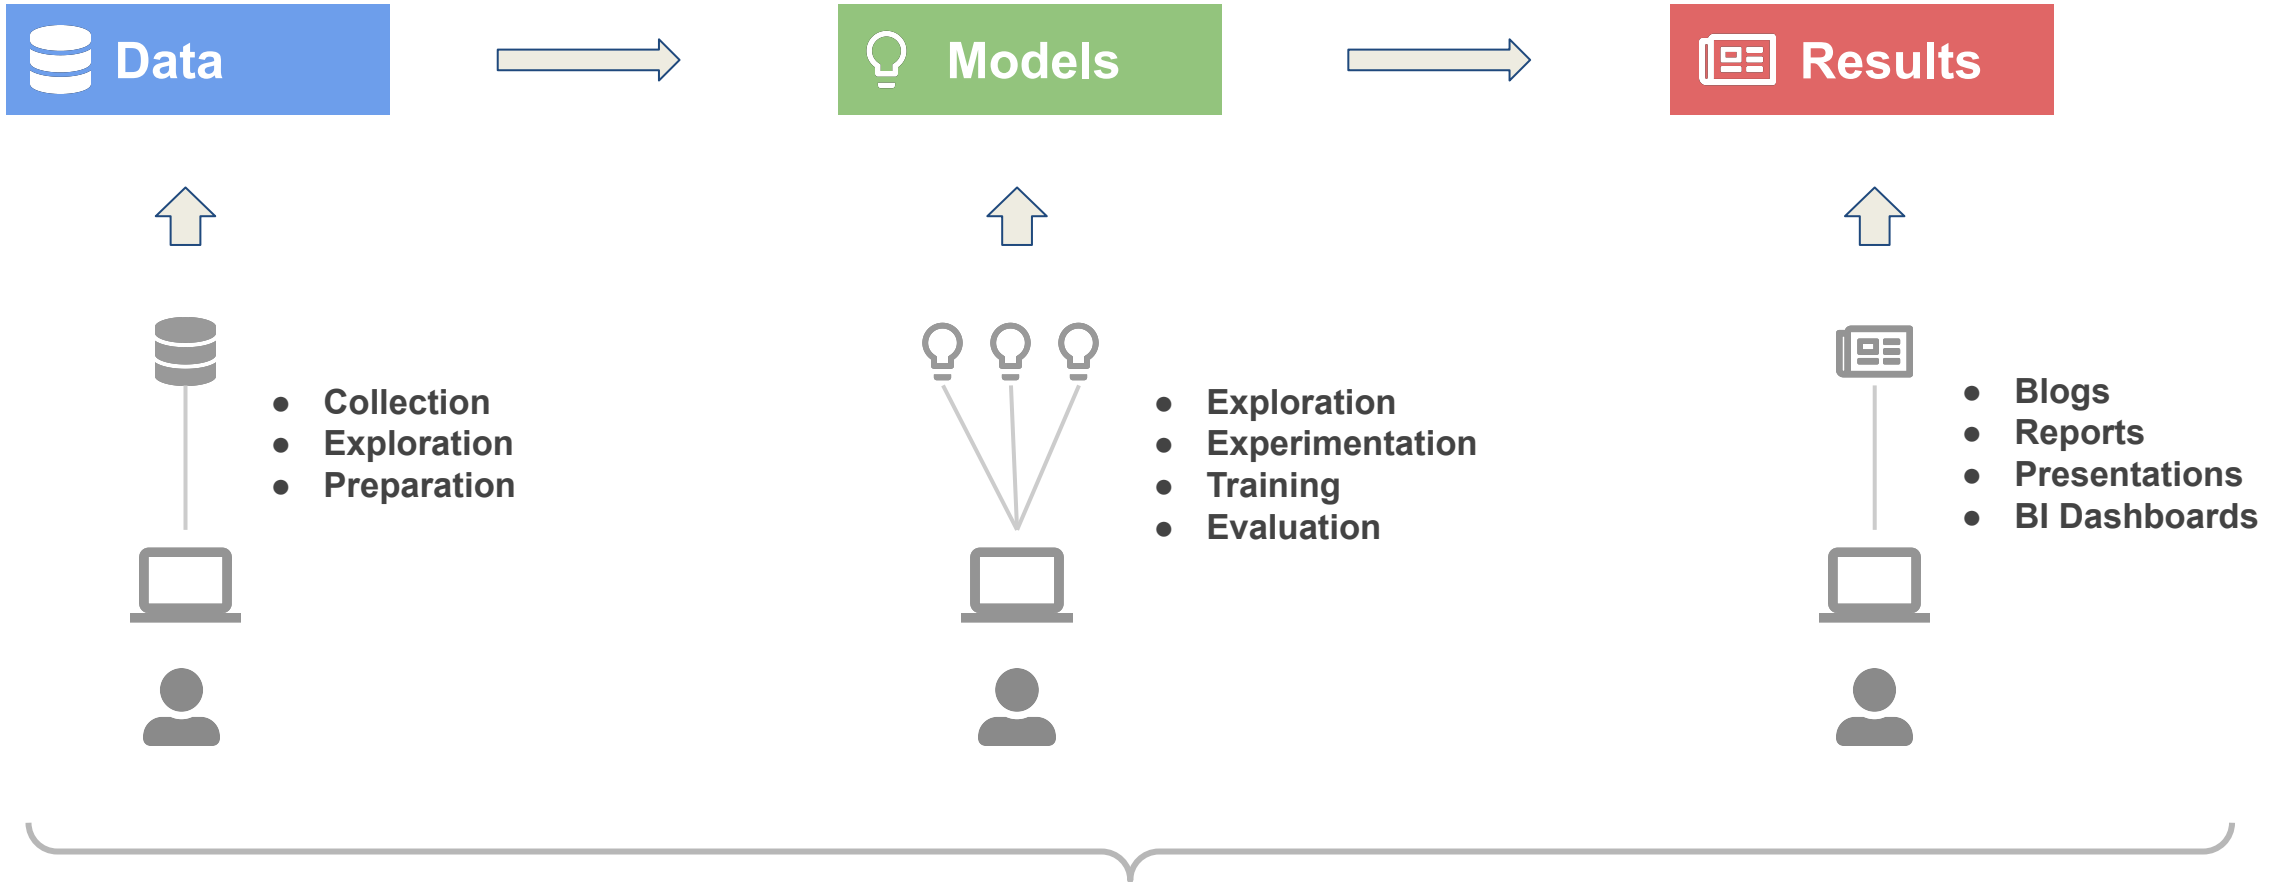 Data
Models
Results
● Collection
● Exploration
● Preparation
● Exploration
● Experimentation
● Training
● Evaluation
● Blogs
● Reports
● Presentations
● BI Dashboards